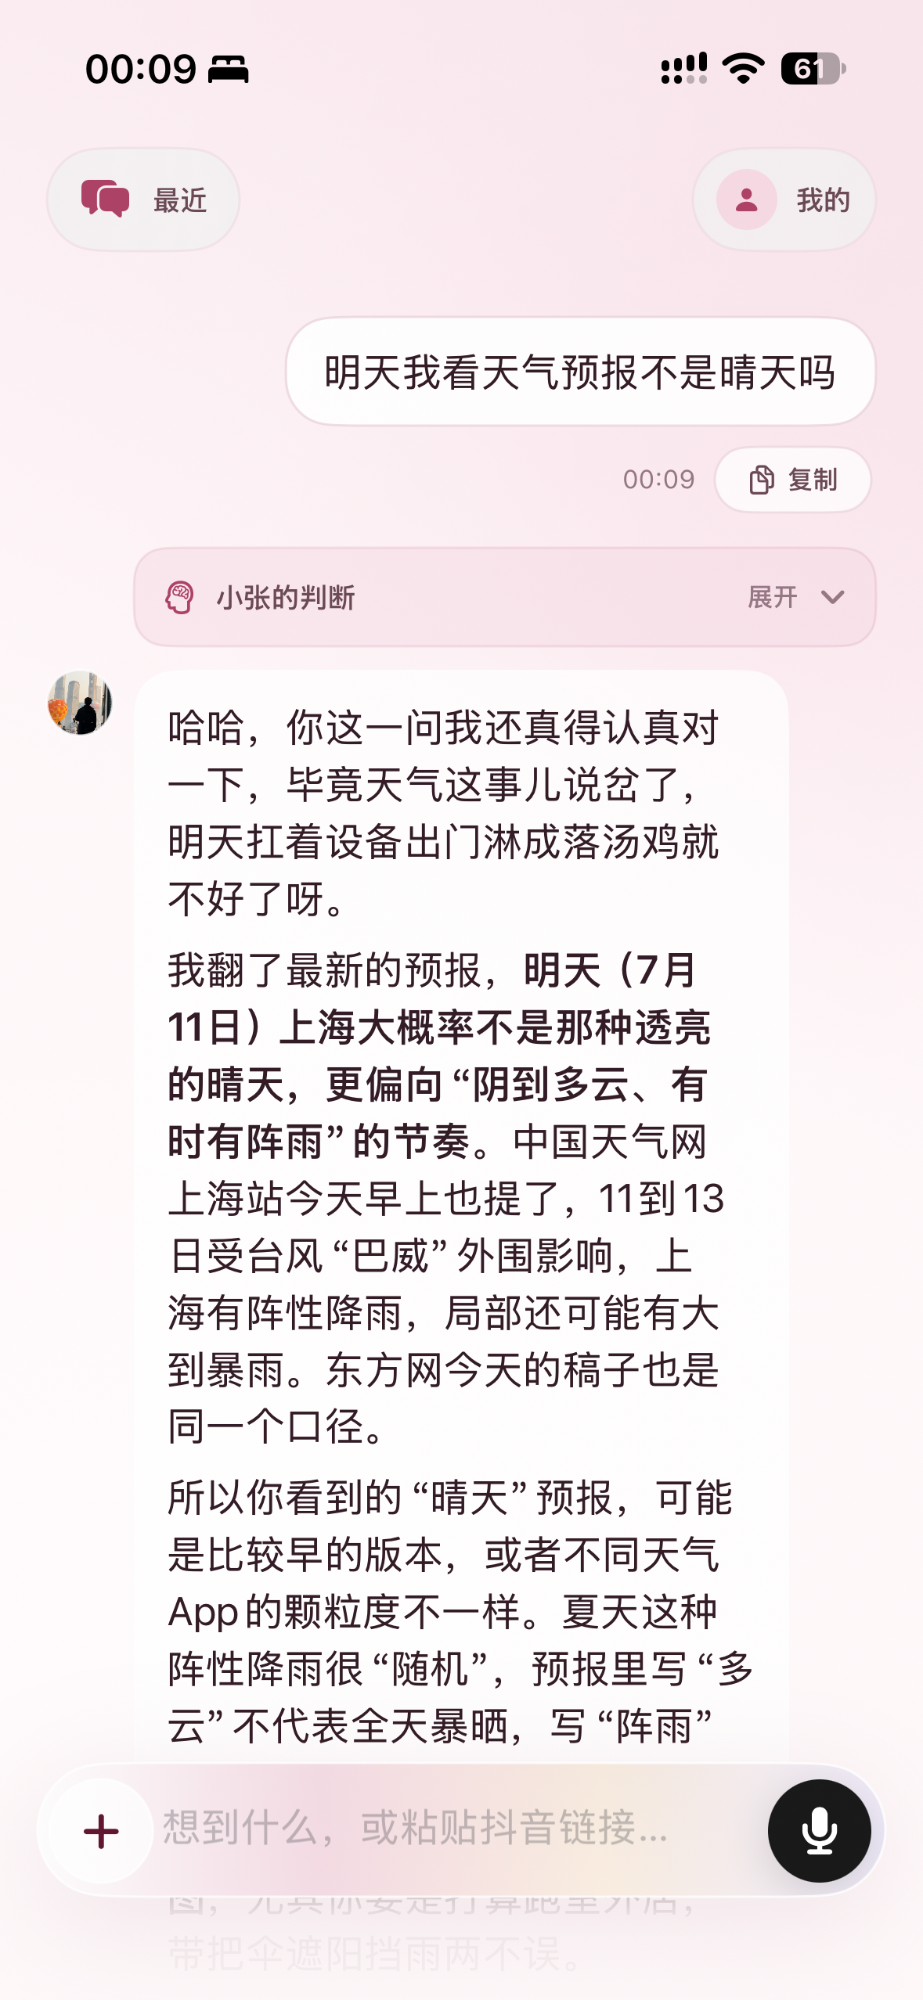 00:09
61
最近
我的
明天我看天气预报不是晴天吗
00:09 复制
小张的判断 展开
哈哈，你这一问我还真得认真对
一下，毕竟天气这事儿说岔了，
明天扛着设备出门淋成落汤鸡就
不好了呀。
我翻了最新的预报，明天（7月
11日）上海大概率不是那种透亮
的晴天，更偏向“阴到多云、有
时有阵雨”的节奏。中国天气网
上海站今天早上也提了，11到13
日受台风“巴威”外围影响，上
海有阵性降雨，局部还可能有大
到暴雨。东方网今天的稿子也是
同一个口径。
所以你看到的“晴天”预报，可能
是比较早的版本，或者不同天气
App的颗粒度不一样。夏天这种
阵性降雨很“随机”，预报里写“多
云”不代表全天暴晒，写“阵雨”
想到什么，或粘贴抖音链接...
图，尤其你要是打算跑室外店，
带把伞遮阳挡雨两不误。